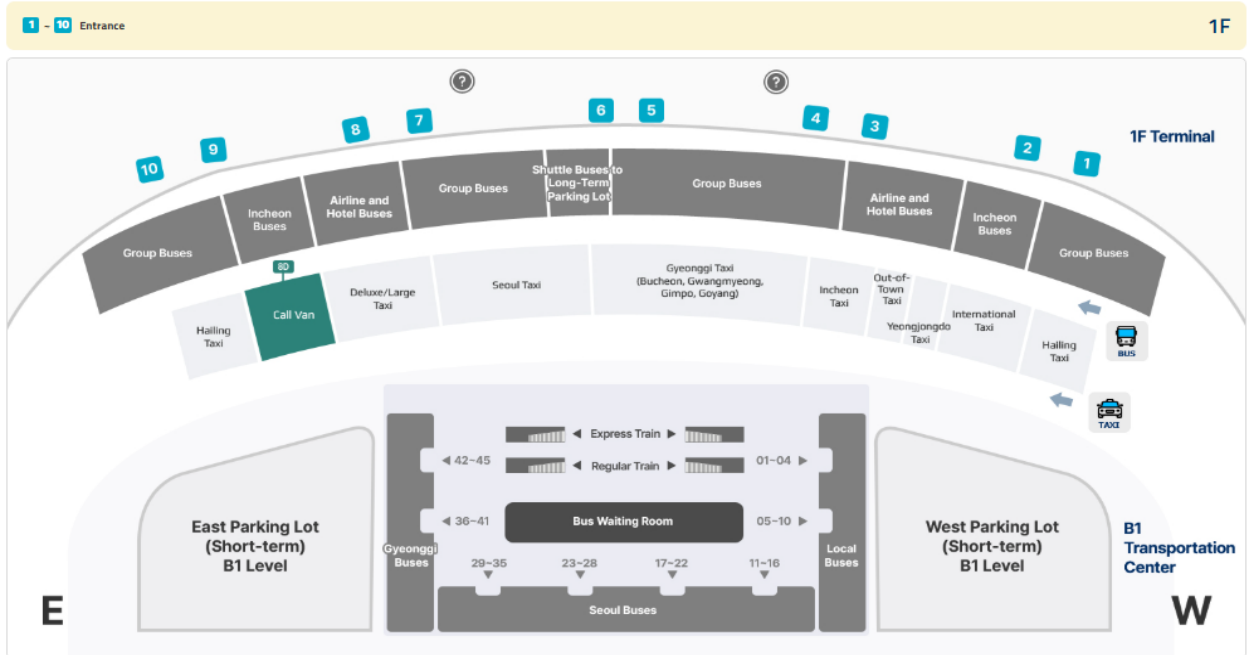 1 ~ 10 Entrance
1F
?
?
6
5
7
4
8
3
9
2
10
1
1F Terminal
Shuttle Buses to
Long-Term
Parking Lot
Group Buses
Group Buses
Airline and
Hotel Buses
Airline and
Hotel Buses
Incheon
Buses
Incheon
Buses
Group Buses
Group Buses
8D
Hailing
Taxi
Call Van
Deluxe/Large
Taxi
Seoul Taxi
Gyeonggi Taxi
(Bucheon, Gwangmyeong,
Gimpo, Goyang)
Incheon
Taxi
Out-of-
Town
Taxi
Yeongjongdo
Taxi
International
Taxi
Hailing
Taxi
BUS
TAXI
Express Train
Regular Train
42~45
01~04
36~41
Bus Waiting Room
05~10
Gyeonggi
Buses
Local
Buses
29~35
23~28
17~22
11~16
Seoul Buses
East Parking Lot
(Short-term)
B1 Level
West Parking Lot
(Short-term)
B1 Level
B1
Transportation
Center
E
W